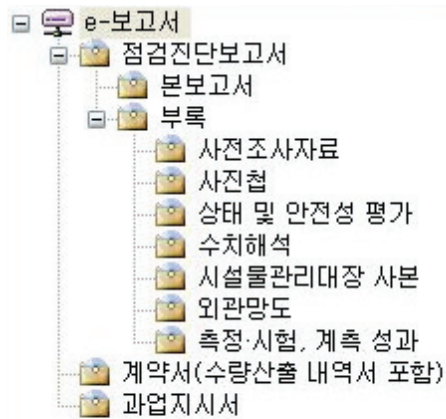 e-보고서
점검진단보고서
본보고서
부록
사전조사자료
사진첩
상태 및 안전성 평가
수치해석
시설물관리대장 사본
외관망도
측정·시험, 계측 성과
계약서(수량산출 내역서 포함)
과업지시서